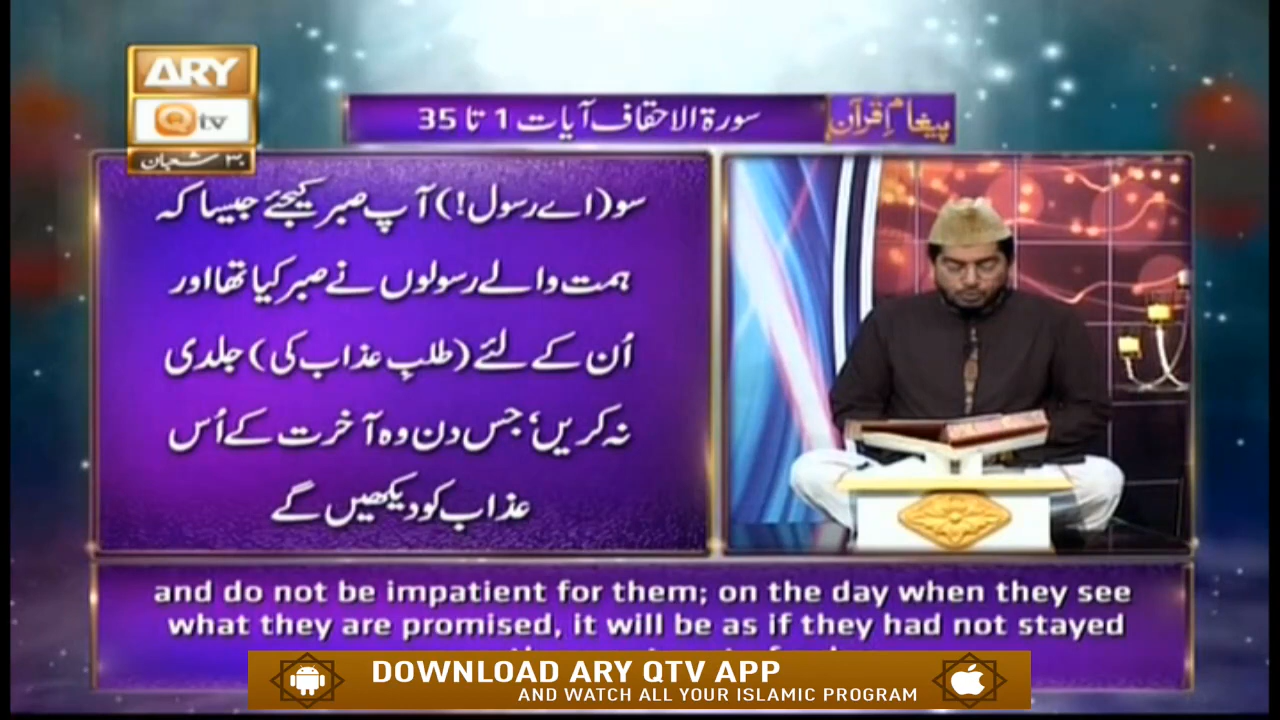 ARY
Qtv
۳۰ شعبان
پیغامِ قرآن
سورة الاحقاف آیات 1 تا 35
سو (اے رسول!) آپ صبر کیجئے جیسا کہ
ہمت والے رسولوں نے صبر کیا تھا اور
اُن کے لئے (طلبِ عذاب کی) جلدی
نہ کریں؛ جس دن وہ آخرت کے اُس
عذاب کو دیکھیں گے
and do not be impatient for them; on the day when they see
what they are promised, it will be as if they had not stayed
DOWNLOAD ARY QTV APP
AND WATCH ALL YOUR ISLAMIC PROGRAM